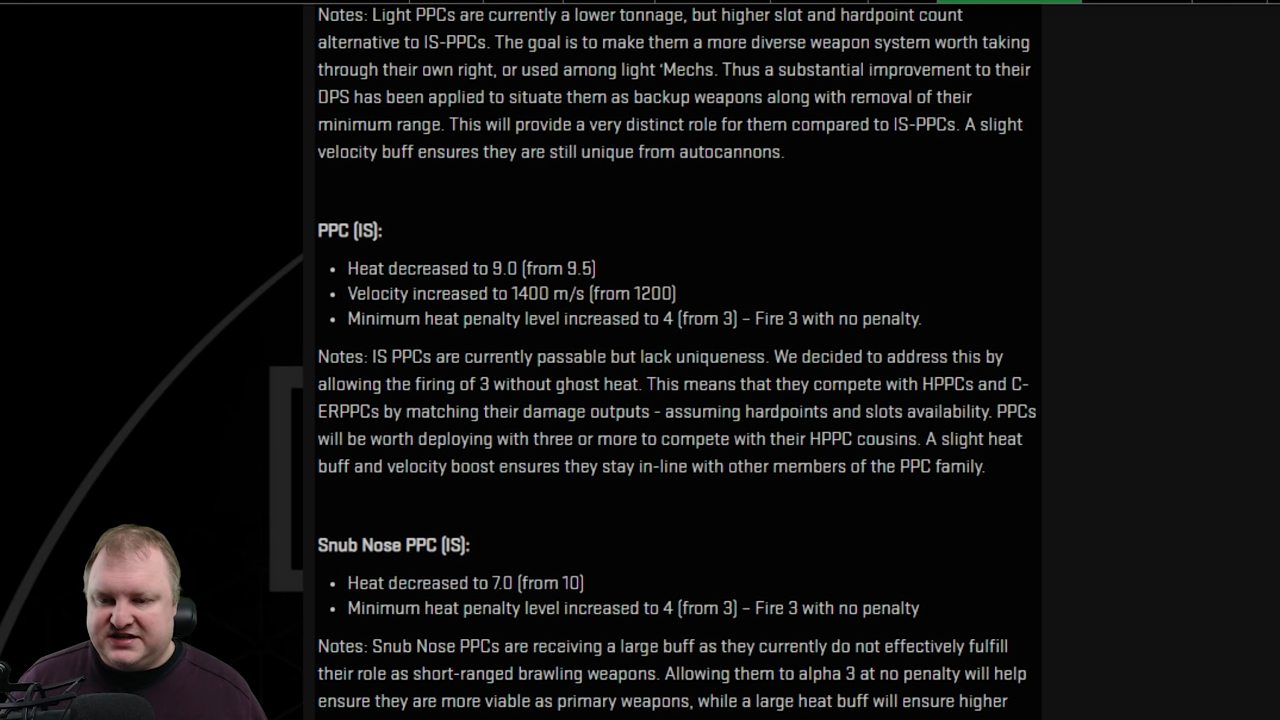 Notes: Light PPCs are currently a lower tonnage, but higher slot and hardpoint count
alternative to IS-PPCs. The goal is to make them a more diverse weapon system worth taking
through their own right, or used among light ‘Mechs. Thus a substantial improvement to their
DPS has been applied to situate them as backup weapons along with removal of their
minimum range. This will provide a very distinct role for them compared to IS-PPCs. A slight
velocity buff ensures they are still unique from autocannons.
PPC (IS):
• Heat decreased to 9.0 (from 9.5)
• Velocity increased to 1400 m/s (from 1200)
• Minimum heat penalty level increased to 4 (from 3) – Fire 3 with no penalty.
Notes: IS PPCs are currently passable but lack uniqueness. We decided to address this by
allowing the firing of 3 without ghost heat. This means that they compete with HPPCs and C-
ERPPCs by matching their damage outputs - assuming hardpoints and slots availability. PPCs
will be worth deploying with three or more to compete with their HPPC cousins. A slight heat
buff and velocity boost ensures they stay in-line with other members of the PPC family.
Snub Nose PPC (IS):
• Heat decreased to 7.0 (from 10)
• Minimum heat penalty level increased to 4 (from 3) – Fire 3 with no penalty
Notes: Snub Nose PPCs are receiving a large buff as they currently do not effectively fulfill
their role as short-ranged brawling weapons. Allowing them to alpha 3 at no penalty will help
ensure they are more viable as primary weapons, while a large heat buff will ensure higher